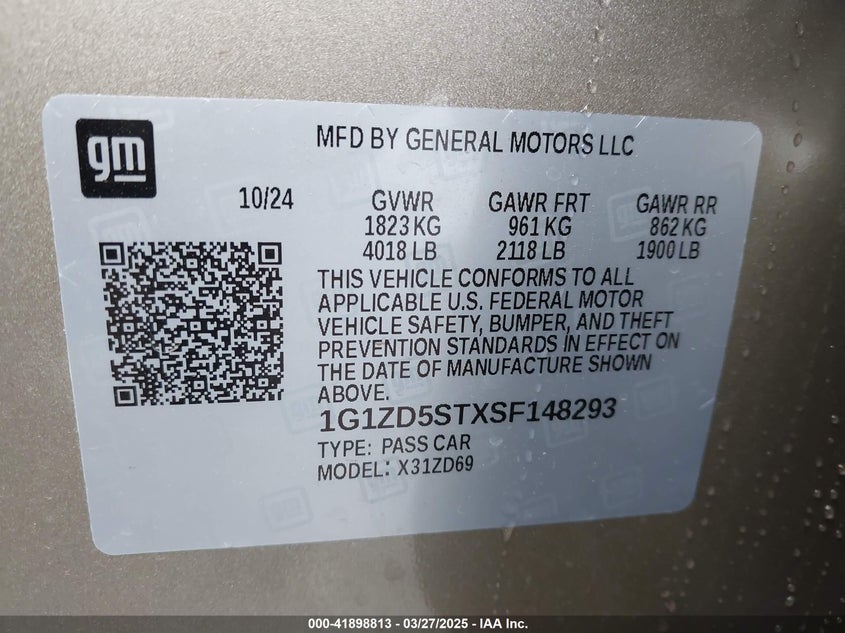 gm
MFD BY GENERAL MOTORS LLC
10/24 GVWR GAWR FRT GAWR RR
1823 KG 961 KG 862 KG
4018 LB 2118 LB 1900 LB
THIS VEHICLE CONFORMS TO ALL
APPLICABLE U.S. FEDERAL MOTOR
VEHICLE SAFETY, BUMPER, AND THEFT
PREVENTION STANDARDS IN EFFECT ON
THE DATE OF MANUFACTURE SHOWN
ABOVE.
1G1ZD5STXSF148293
TYPE: PASS CAR
MODEL: X31ZD69
000-41898813 — 03/27/2025 — IAA Inc.